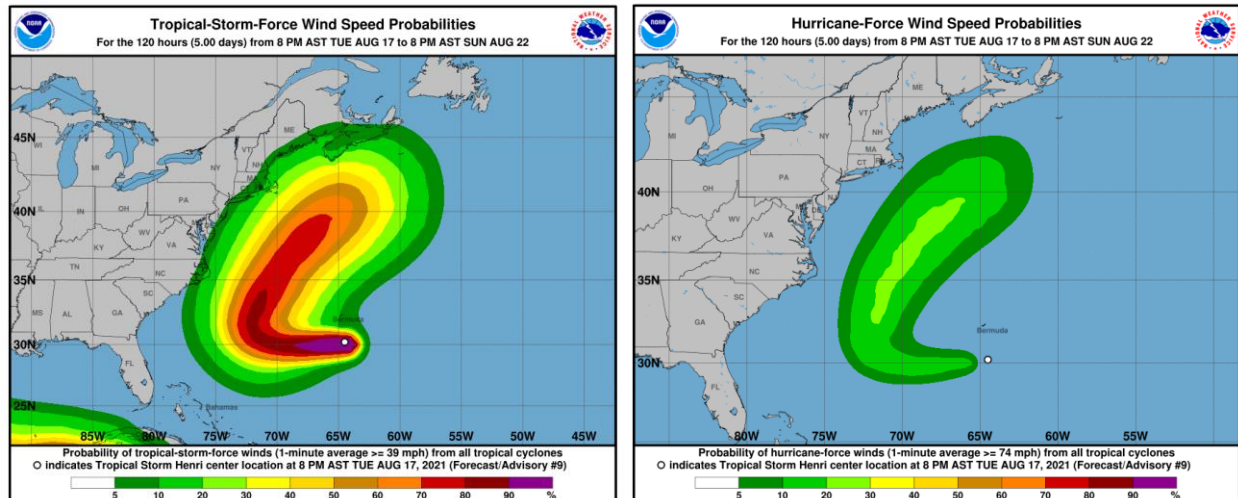 Tropical-Storm-Force Wind Speed Probabilities
For the 120 hours (5.00 days) from 8 PM AST TUE AUG 17 to 8 PM AST SUN AUG 22
NOAA
WI
MI
IL
IN
OH
KY
WV
VA
TN
NC
SC
MS
AL
GA
FL
PA
NY
VT
NH
ME
MA
CT
Bermuda
Bahamas
45N
40N
35N
30N
25N
85W
80W
75W
70W
65W
60W
55W
50W
45W
Probability of tropical-storm-force winds (1-minute average >= 39 mph) from all tropical cyclones
indicates Tropical Storm Henri center location at 8 PM AST TUE AUG 17, 2021 (Forecast/Advisory #9)
5 10 20 30 40 50 60 70 80 90 %
Hurricane-Force Wind Speed Probabilities
For the 120 hours (5.00 days) from 8 PM AST TUE AUG 17 to 8 PM AST SUN AUG 22
NOAA
ME
VT
NH
NY
MA
CT
MI
PA
OH
NJ
DE
WV
VA
KY
NC
SC
GA
FL
Bermuda
40N
35N
30N
80W
75W
70W
65W
60W
55W
Probability of hurricane-force winds (1-minute average >= 74 mph) from all tropical cyclones
indicates Tropical Storm Henri center location at 8 PM AST TUE AUG 17, 2021 (Forecast/Advisory #9)
5 10 20 30 40 50 60 70 80 90 %